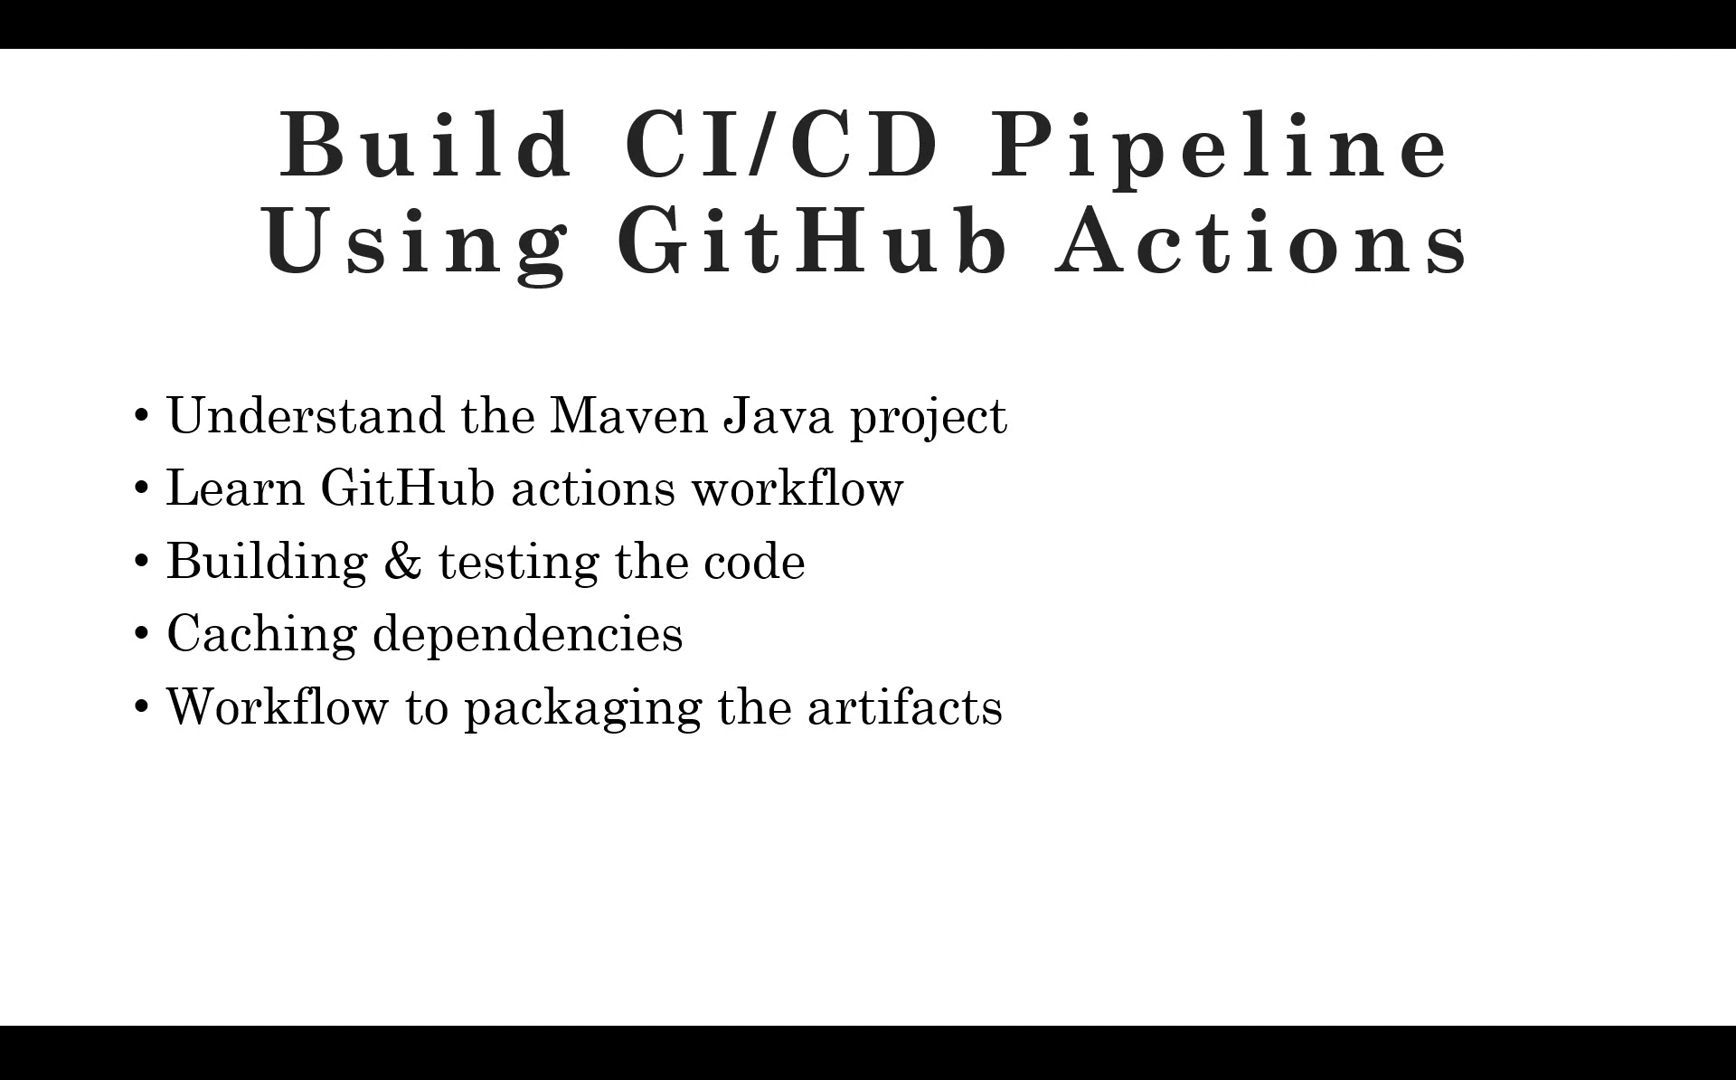 Build CI/CD Pipeline
Using GitHub Actions
• Understand the Maven Java project
• Learn GitHub actions workflow
• Building & testing the code
• Caching dependencies
• Workflow to packaging the artifacts